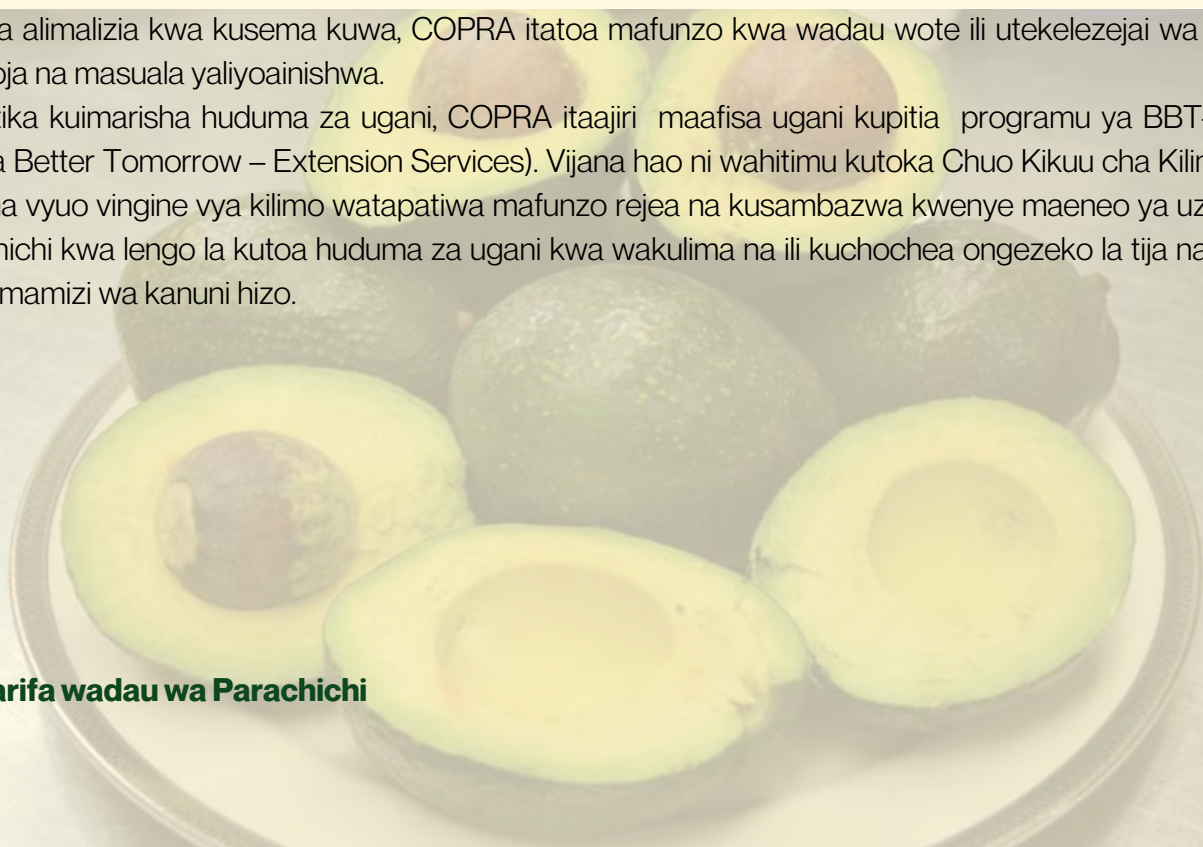 a alimalizia kwa kusema kuwa, COPRA itatoa mafunzo kwa wadau wote ili utekelezejai wa
ja na masuala yaliyoainishwa.
tika kuimarisha huduma za ugani, COPRA itaajiri maafisa ugani kupitia programu ya BBT-
a Better Tomorrow – Extension Services). Vijana hao ni wahitimu kutoka Chuo Kikuu cha Kilir
na vyuo vingine vya kilimo watapatiwa mafunzo rejea na kusambazwa kwenye maeneo ya uz
hichi kwa lengo la kutoa huduma za ugani kwa wakulima na ili kuchochea ongezeko la tija na
mamizi wa kanuni hizo.
arifa wadau wa Parachichi